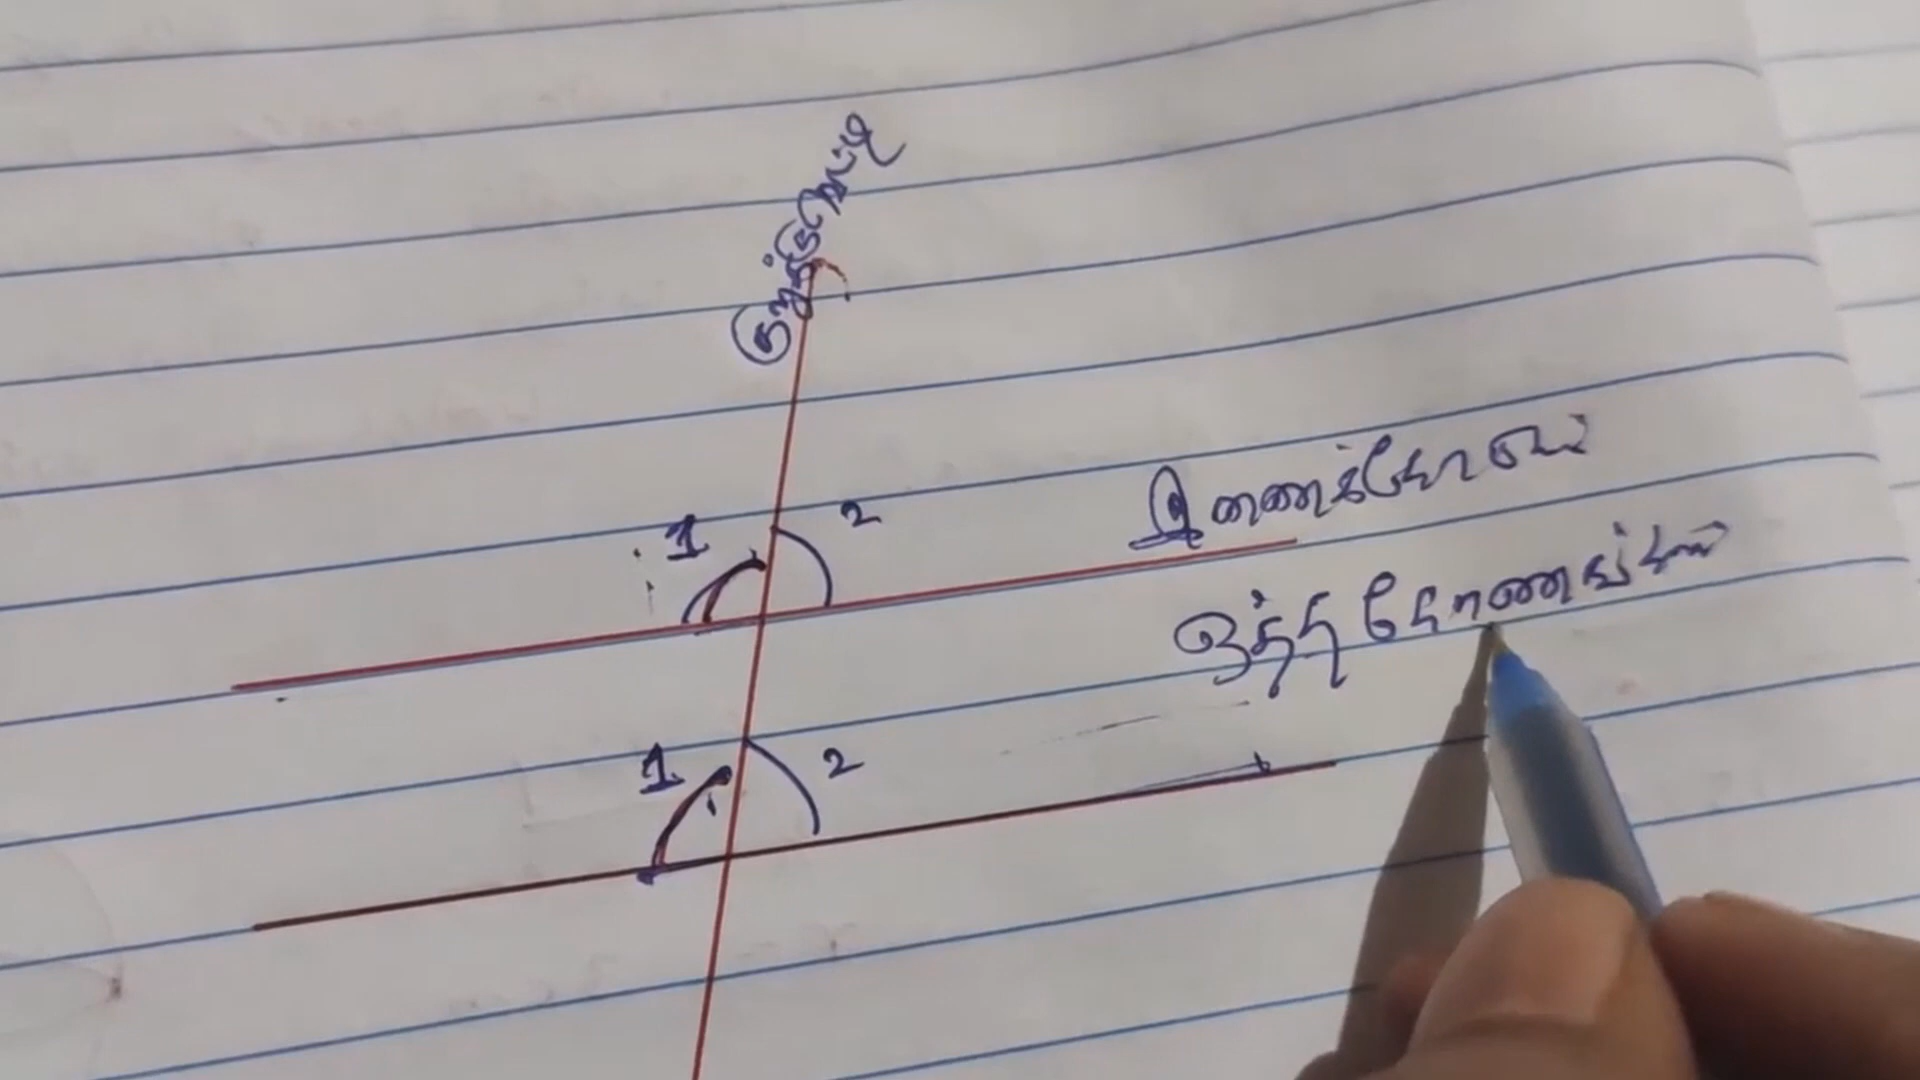 குறுக்கோட்டி
1 2
இணைக்கோடு
ஒத்த கோணங்கள்
1 2